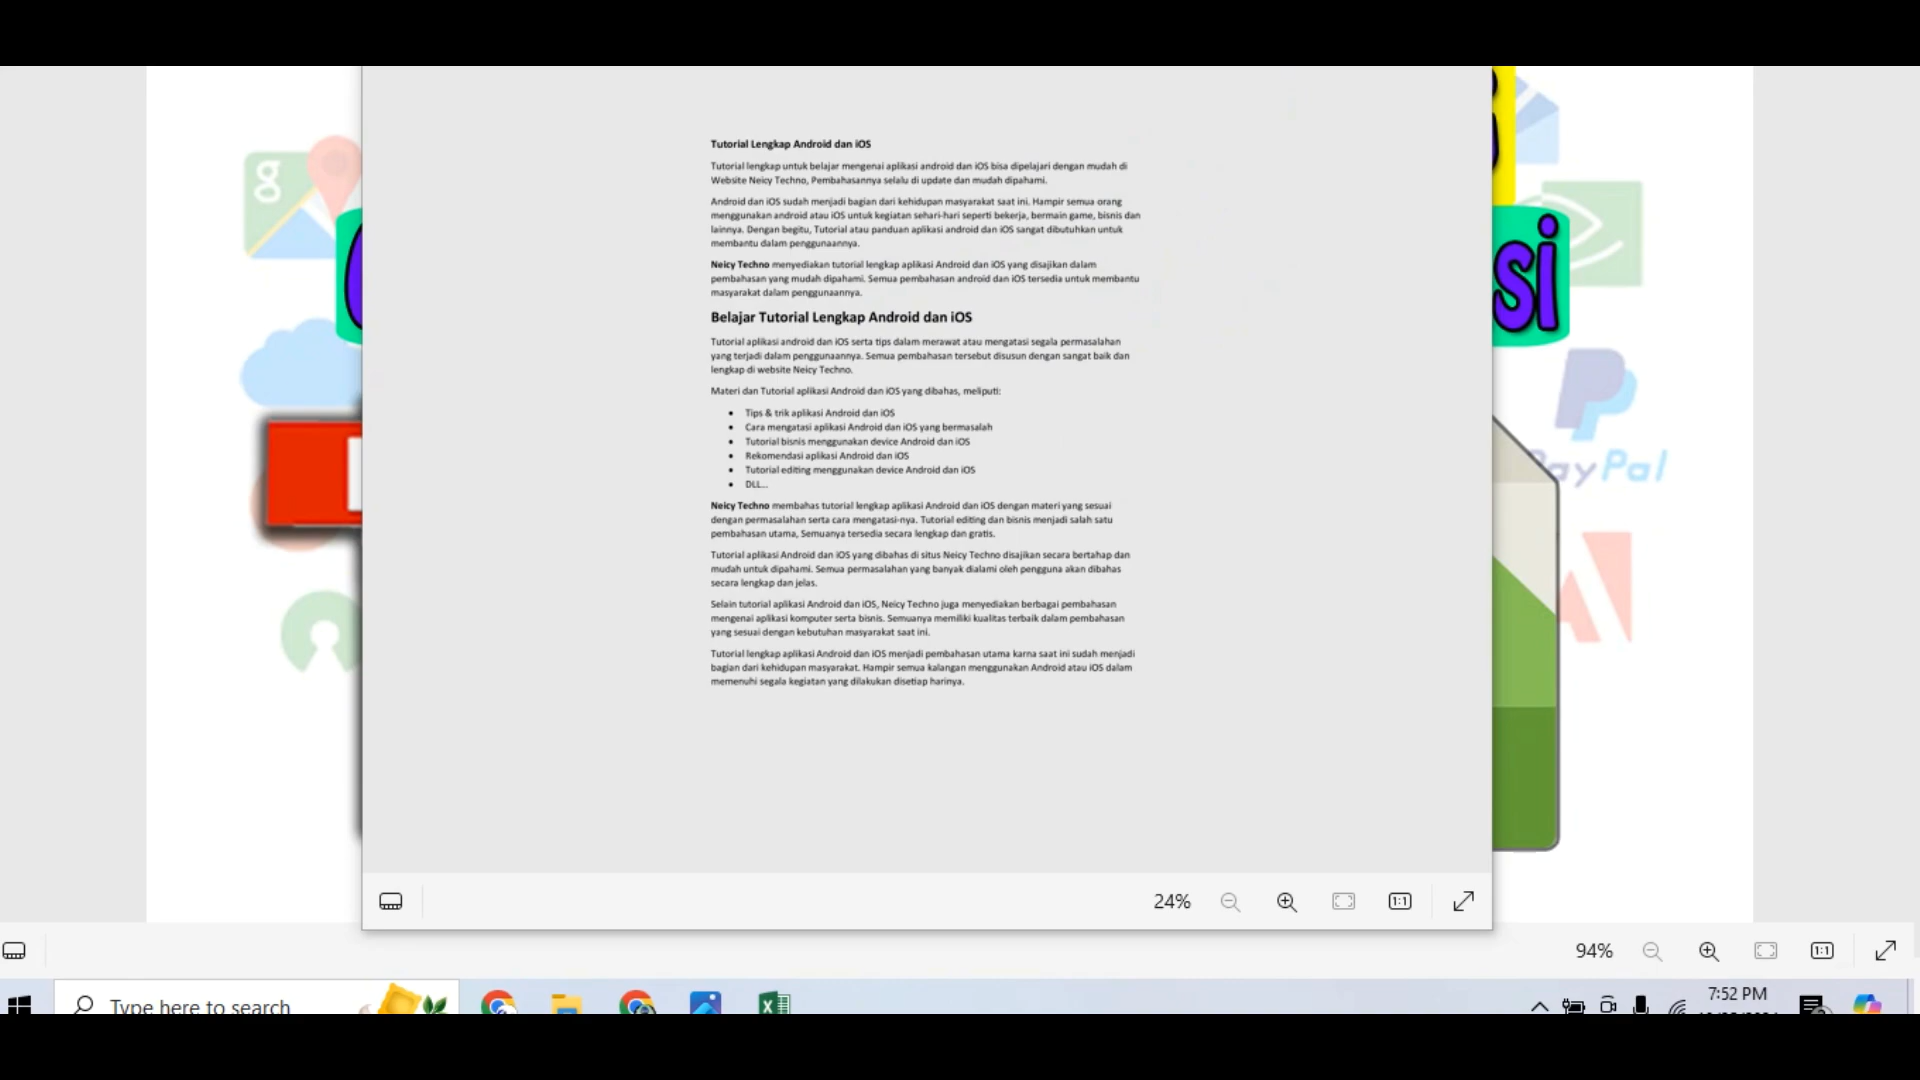 Tutorial Lengkap Android dan iOS
Tutorial lengkap untuk belajar mengenai aplikasi android dan iOS bisa dipelajari dengan mudah di
Website Neicy Techno, Pembahasannya selalu di update dan mudah dipahami.
Android dan iOS sudah menjadi bagian dari kehidupan masyarakat saat ini. Hampir semua orang
menggunakan android atau iOS untuk kegiatan sehari-hari seperti bekerja, bermain game, bisnis dan
lainnya. Dengan begitu, Tutorial atau panduan aplikasi android dan iOS sangat dibutuhkan untuk
membantu dalam penggunaannya.
Neicy Techno menyediakan tutorial lengkap aplikasi Android dan iOS yang disajikan dalam
pembahasan yang mudah dipahami. Semua pembahasan android dan iOS tersedia untuk membantu
masyarakat dalam penggunaannya.
Belajar Tutorial Lengkap Android dan iOS
Tutorial aplikasi android dan iOS serta tips dalam merawat atau mengatasi segala permasalahan
yang terjadi dalam penggunaannya. Semua pembahasan tersebut disusun dengan sangat baik dan
lengkap di website Neicy Techno.
Materi dan Tutorial aplikasi Android dan iOS yang dibahas, meliputi:
• Tips & trik aplikasi Android dan iOS
• Cara mengatasi aplikasi Android dan iOS yang bermasalah
• Tutorial bisnis menggunakan device Android dan iOS
• Rekomendasi aplikasi Android dan iOS
• Tutorial editing menggunakan device Android dan iOS
• DLL...
Neicy Techno membahas tutorial lengkap aplikasi Android dan iOS dengan materi yang sesuai
dengan permasalahan serta cara mengatasi-nya. Tutorial editing dan bisnis menjadi salah satu
pembahasan utama, Semuanya tersedia secara lengkap dan gratis.
Tutorial aplikasi Android dan iOS yang dibahas di situs Neicy Techno disajikan secara bertahap dan
mudah untuk dipahami. Semua permasalahan yang banyak dialami oleh pengguna akan dibahas
secara lengkap dan jelas.
Selain tutorial aplikasi Android dan iOS, Neicy Techno juga menyediakan berbagai pembahasan
mengenai aplikasi komputer serta bisnis. Semuanya memiliki kualitas terbaik dalam pembahasan
yang sesuai dengan kebutuhan masyarakat saat ini.
Tutorial lengkap aplikasi Android dan iOS menjadi pembahasan utama karna saat ini sudah menjadi
bagian dari kehidupan masyarakat. Hampir semua kalangan menggunakan Android atau iOS dalam
memenuhi segala kegiatan yang dilakukan disetiap harinya.
g
si
PayPal
24%
1:1
94%
1:1
Type here to search
7:52 PM